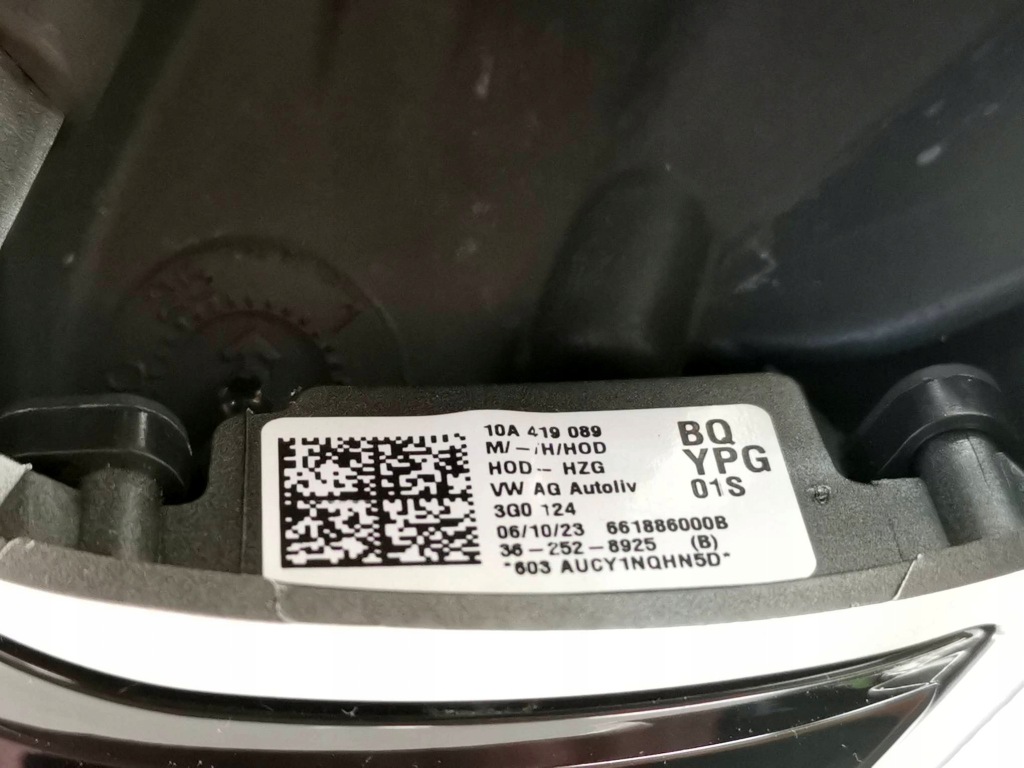 10A 419 089
M/-/H/HOD
HOD-- HZG
VW AG Autoliv
3G0 124
06/10/23 661886000B
36-252-8925 (B)
*603 AUCY1NQHN5D*
BQ
YPG
01S